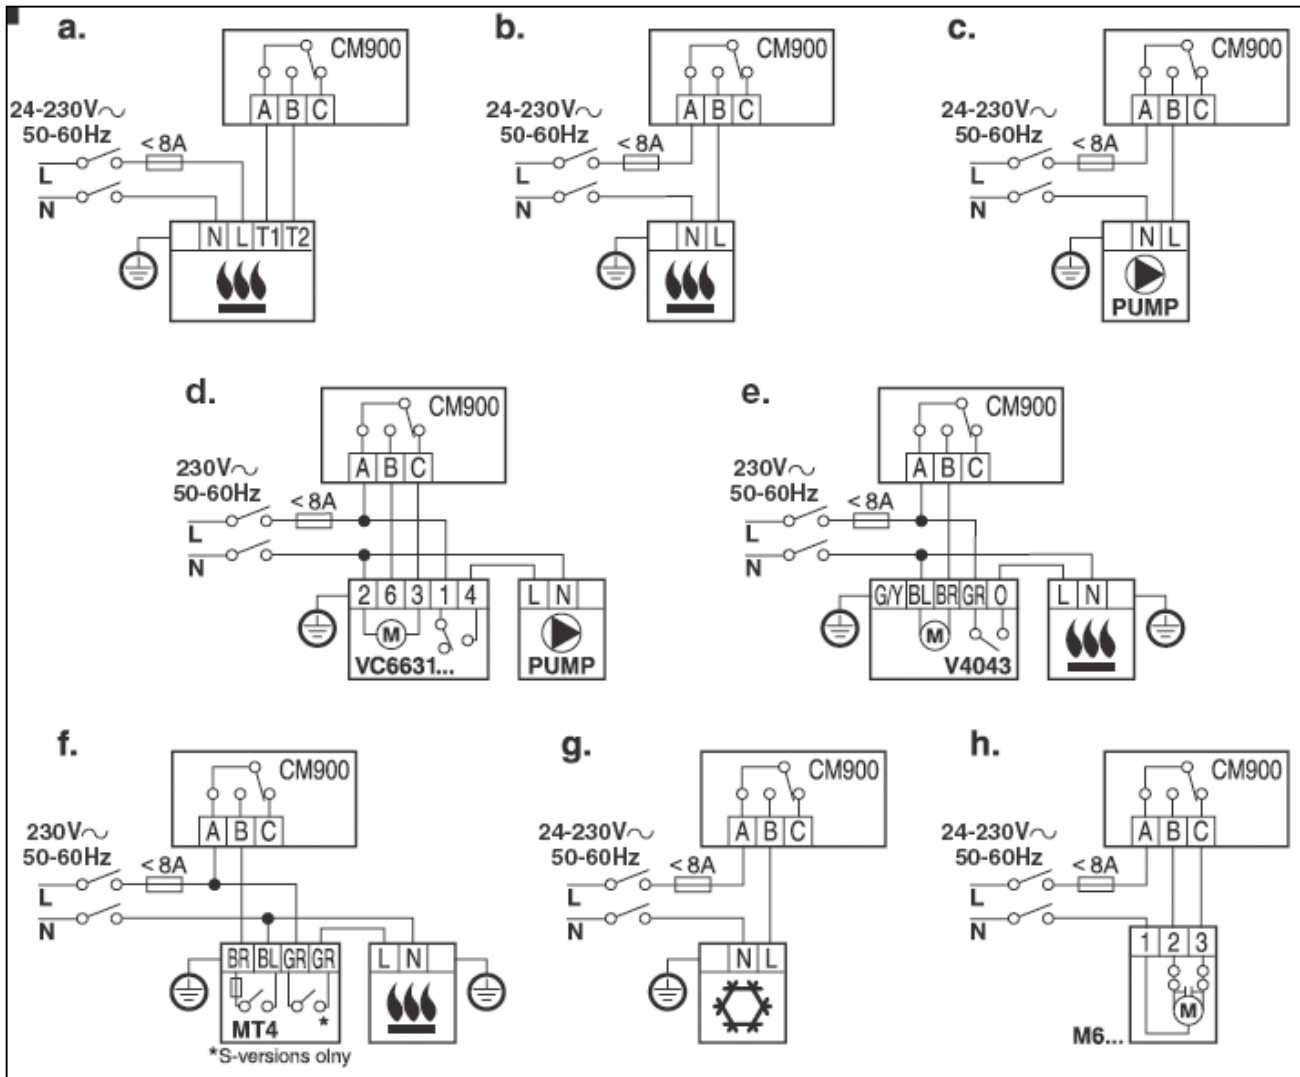 a.
CM900
A B C
24-230V~
50-60Hz
< 8A
L
N
N L T1 T2
b.
CM900
A B C
24-230V~
50-60Hz
< 8A
L
N
N L
c.
CM900
A B C
24-230V~
50-60Hz
< 8A
L
N
N L
PUMP
d.
CM900
A B C
230V~
50-60Hz
< 8A
L
N
2 6 3 1 4
M
VC6631...
L N
PUMP
e.
CM900
A B C
230V~
50-60Hz
< 8A
L
N
G/Y BL BR GR O
M
V4043
L N
f.
CM900
A B C
230V~
50-60Hz
< 8A
L
N
BR BL GR GR
MT4 *
L N
*S-versions olny
g.
CM900
A B C
24-230V~
50-60Hz
< 8A
L
N
N L
h.
CM900
A B C
24-230V~
50-60Hz
< 8A
L
N
1 2 3
M
M6...